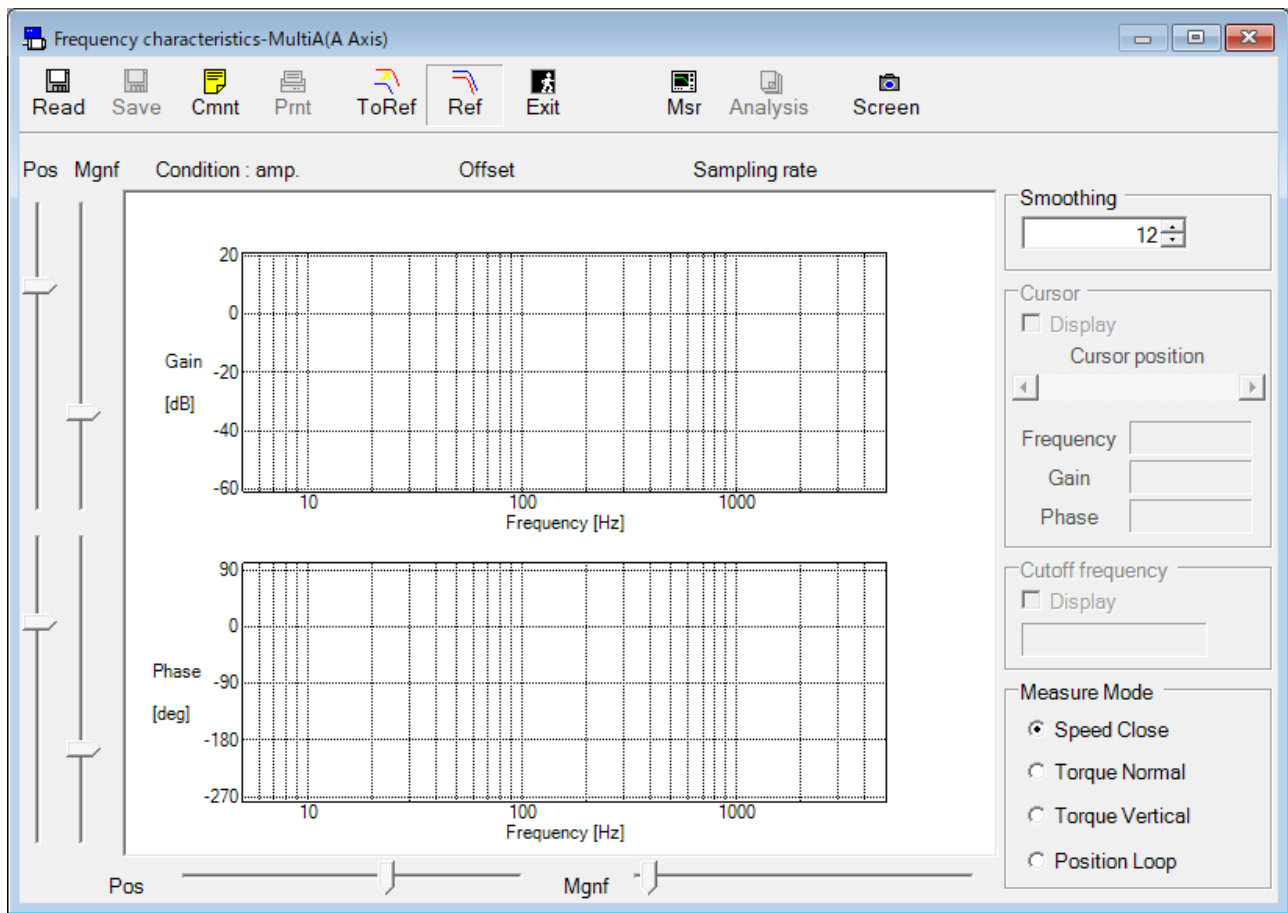 Frequency characteristics-MultiA(A Axis)
Read Save Cmnt Prnt ToRef Ref Exit Msr Analysis Screen
Pos Mgnf Condition : amp. Offset Sampling rate
Smoothing
12
20
0
Gain
-20
[dB]
-40
-60
10 100 1000
Frequency [Hz]
Cursor
Display
Cursor position
Frequency
Gain
Phase
90
0
Phase
-90
[deg]
-180
-270
10 100 1000
Frequency [Hz]
Cutoff frequency
Display
Measure Mode
Speed Close
Torque Normal
Torque Vertical
Position Loop
Pos Mgnf